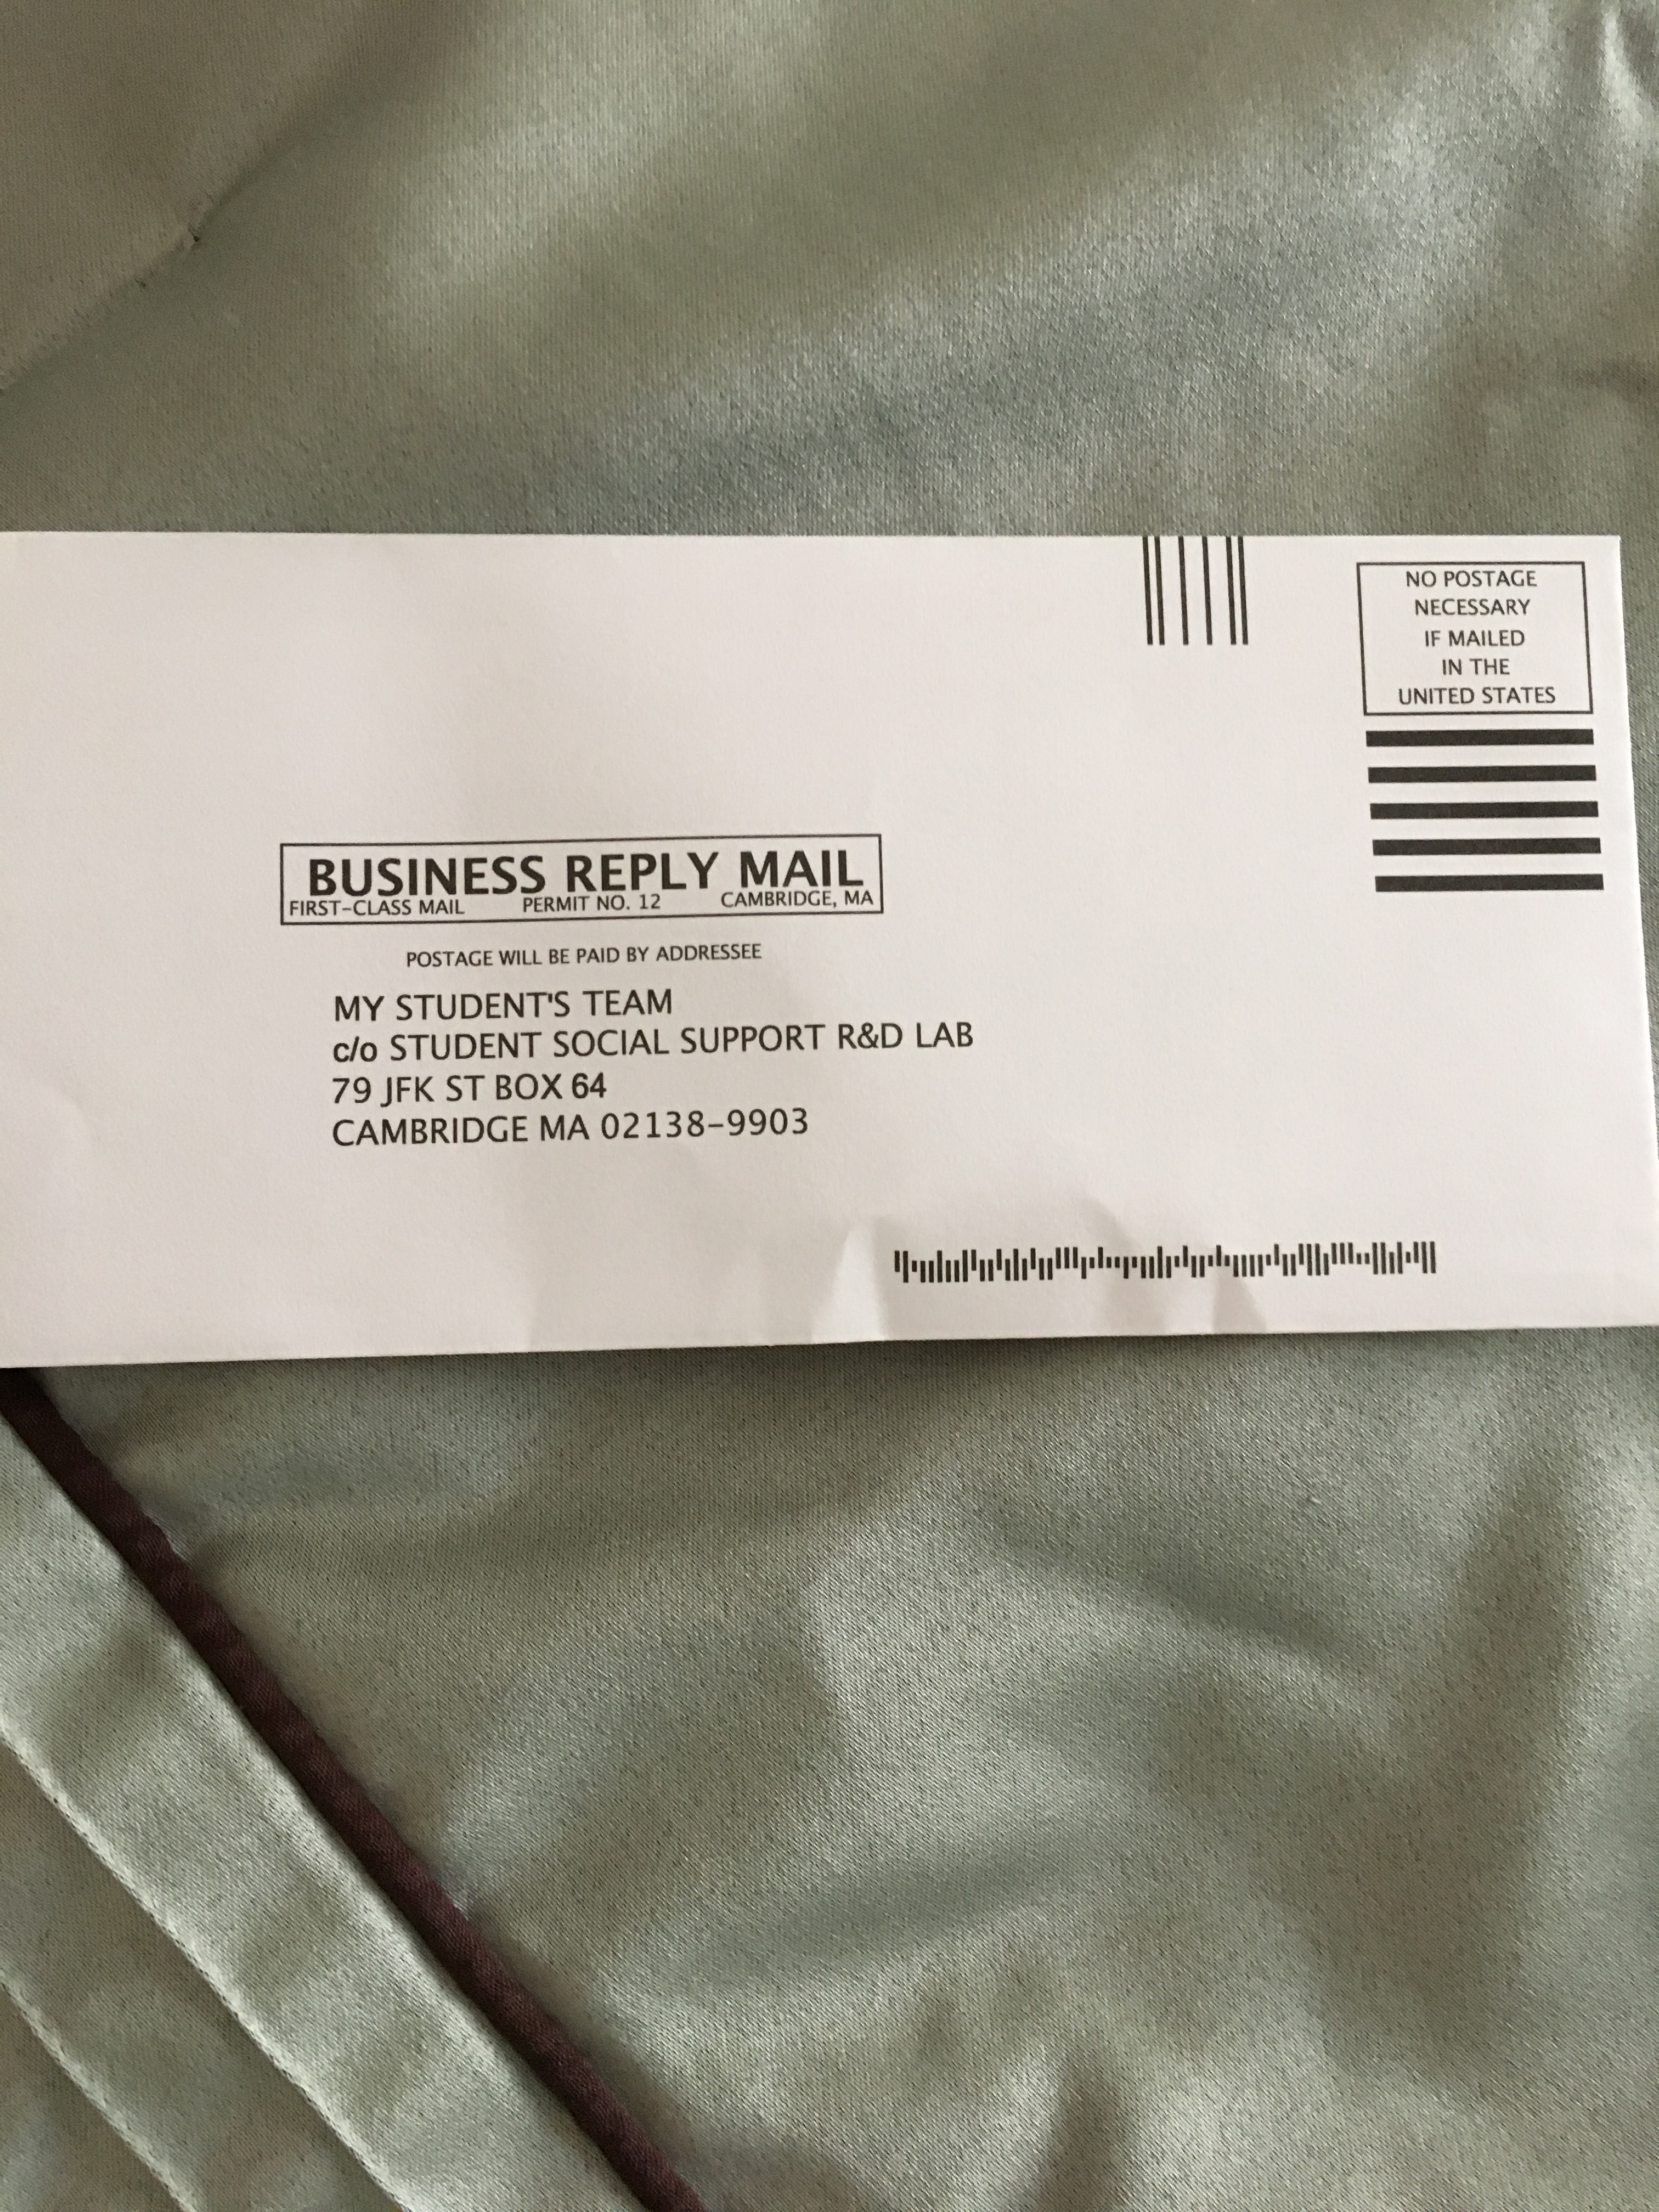 NO POSTAGE
NECESSARY
IF MAILED
IN THE
UNITED STATES
BUSINESS REPLY MAIL
FIRST-CLASS MAIL PERMIT NO. 12 CAMBRIDGE, MA
POSTAGE WILL BE PAID BY ADDRESSEE
MY STUDENT'S TEAM
c/o STUDENT SOCIAL SUPPORT R&D LAB
79 JFK ST BOX 64
CAMBRIDGE MA 02138-9903